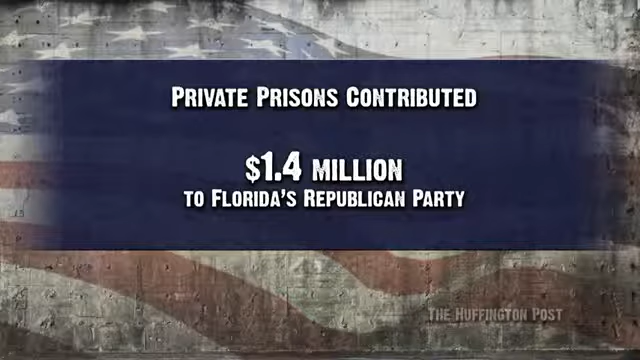 PRIVATE PRISONS CONTRIBUTED
$1.4 MILLION
TO FLORIDA'S REPUBLICAN PARTY
THE HUFFINGTON POST